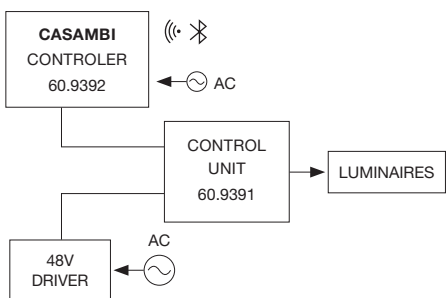 CASAMBI
CONTROLER
60.9392
AC
CONTROL
UNIT
60.9391
LUMINAIRES
AC
48V
DRIVER